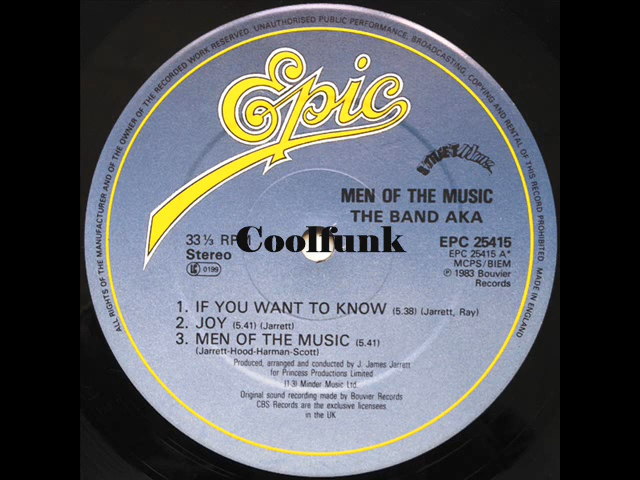 ALL RIGHTS OF THE MANUFACTURER AND OF THE OWNER OF THE RECORDED WORK RESERVED. UNAUTHORISED PUBLIC PERFORMANCE, BROADCASTING, COPYING AND RENTAL OF THIS RECORD PROHIBITED. MADE IN ENGLAND
Epic
MEN OF THE MUSIC
THE BAND AKA
33⅓ RPM
Stereo
LC 0199
Coolfunk
EPC 25415
EPC 25415 A*
MCPS/BIEM
℗ 1983 Bouvier
Records
1. IF YOU WANT TO KNOW (5.38) (Jarrett, Ray)
2. JOY (5.41) (Jarrett)
3. MEN OF THE MUSIC (5.41)
(Jarrett-Hood-Harman-Scott)
Produced, arranged and conducted by J. James Jarrett
for Princess Productions Limited
(1-3) Minder Music Ltd.
Original sound recording made by Bouvier Records
CBS Records are the exclusive licensees
in the UK